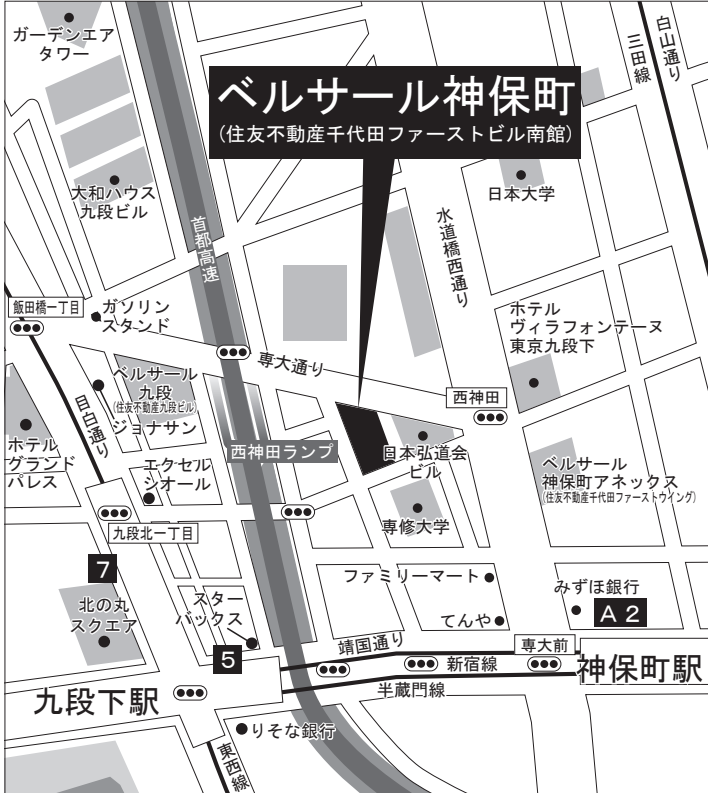 ガーデンエア
タワー
白山通り
三田線
ベルサール神保町
(住友不動産千代田ファーストビル南館)
大和ハウス
九段ビル
日本大学
首都高速
水道橋西通り
飯田橋一丁目
ガソリン
スタンド
ホテル
ヴィラフォンテーヌ
東京九段下
専大通り
ベルサール
九段
(住友不動産九段ビル)
西神田
目白通り
ジョナサン
ホテル
グランド
パレス
西神田ランプ
日本弘道会
ビル
エクセル
シオール
ベルサール
神保町アネックス
(住友不動産千代田ファーストウイング)
九段北一丁目
専修大学
7
ファミリーマート
みずほ銀行
A 2
北の丸
スクエア
スター
バックス
てんや
5
靖国通り
専大前
新宿線
神保町駅
半蔵門線
九段下駅
りそな銀行
東西線